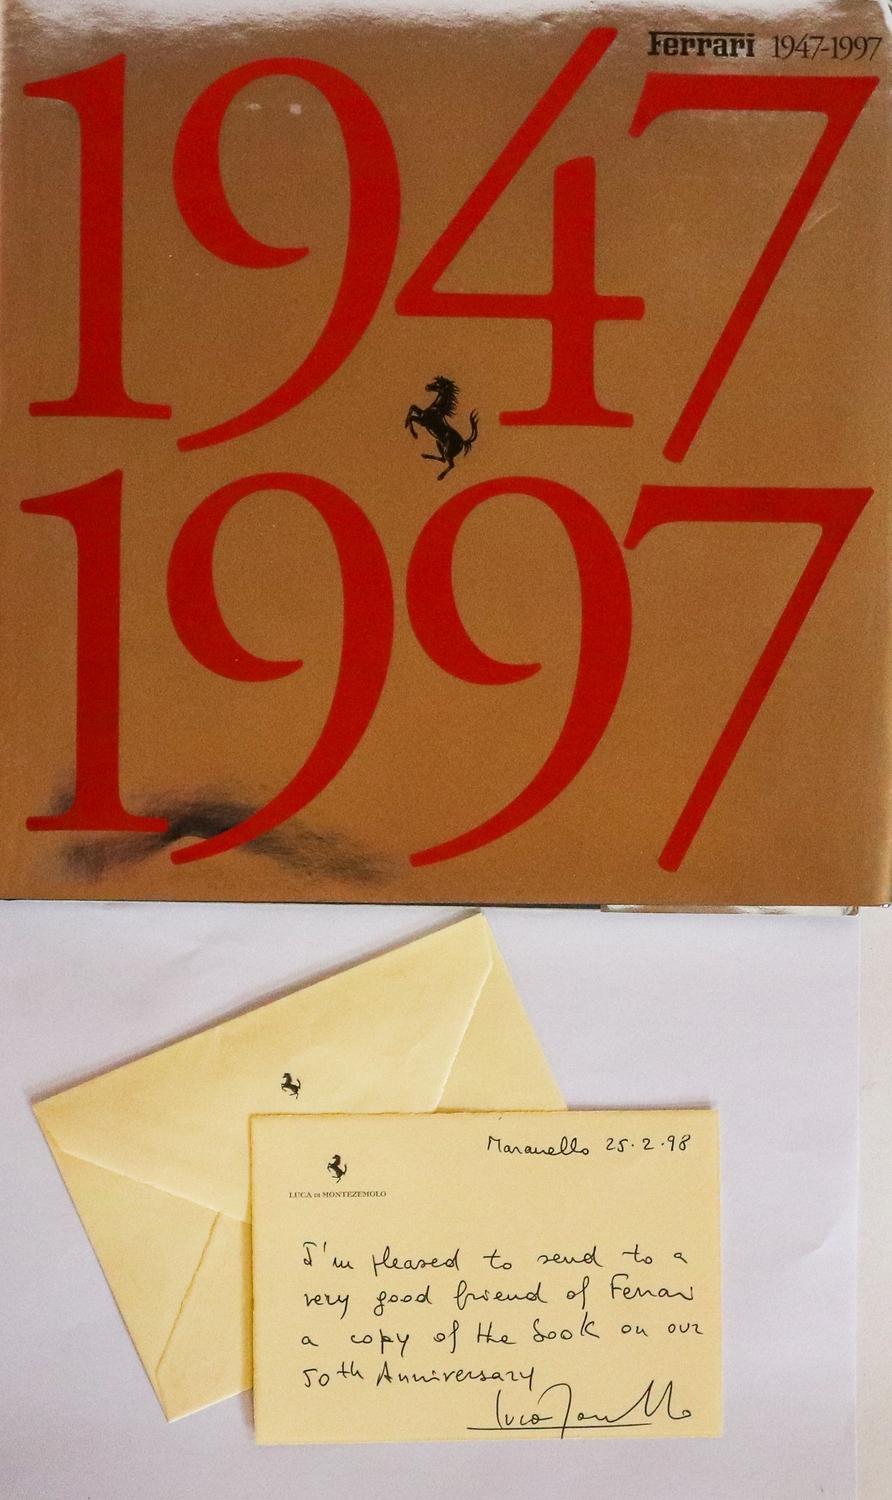 Ferrari 1947-1997
1947
1997
Maranello 25.2.98
LUCA DI MONTEZEMOLO
I'm pleased to send to a
very good friend of Ferrari
a copy of the book on our
50th Anniversary
Luca